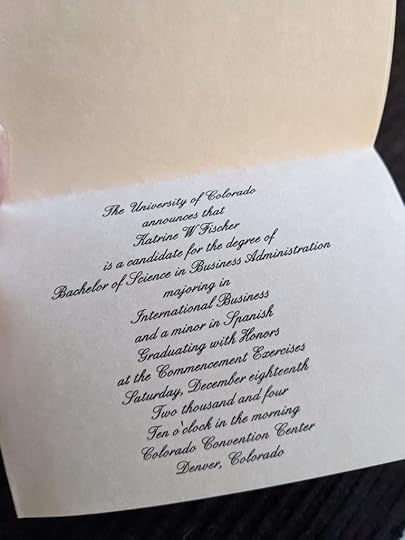 The University of Colorado
announces that
Katrine W Fischer
is a candidate for the degree of
Bachelor of Science in Business Administration
majoring in
International Business
and a minor in Spanish
Graduating with Honors
at the Commencement Exercises
Saturday, December eighteenth
Two thousand and four
Ten o'clock in the morning
Colorado Convention Center
Denver, Colorado